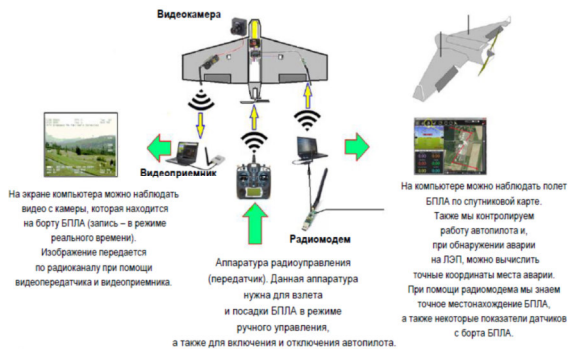 Видеокамера
Видеоприемник
Радиомодем
На экране компьютера можно наблюдать
видео с камеры, которая находится
на борту БПЛА (запись – в режиме
реального времени).
Изображение передается
по радиоканалу при помощи
видеопередатчика и видеоприемника.
Аппаратура радиоуправления
(передатчик). Данная аппаратура
нужна для взлета
и посадки БПЛА в режиме
ручного управления,
а также для включения и отключения автопилота.
На компьютере можно наблюдать полет
БПЛА по спутниковой карте.
Также мы контролируем
работу автопилота и,
при обнаружении аварии
на ЛЭП, можно вычислить
точные координаты места аварии.
При помощи радиомодема мы знаем
точное местонахождение БПЛА,
а также некоторые показатели датчиков
с борта БПЛА.